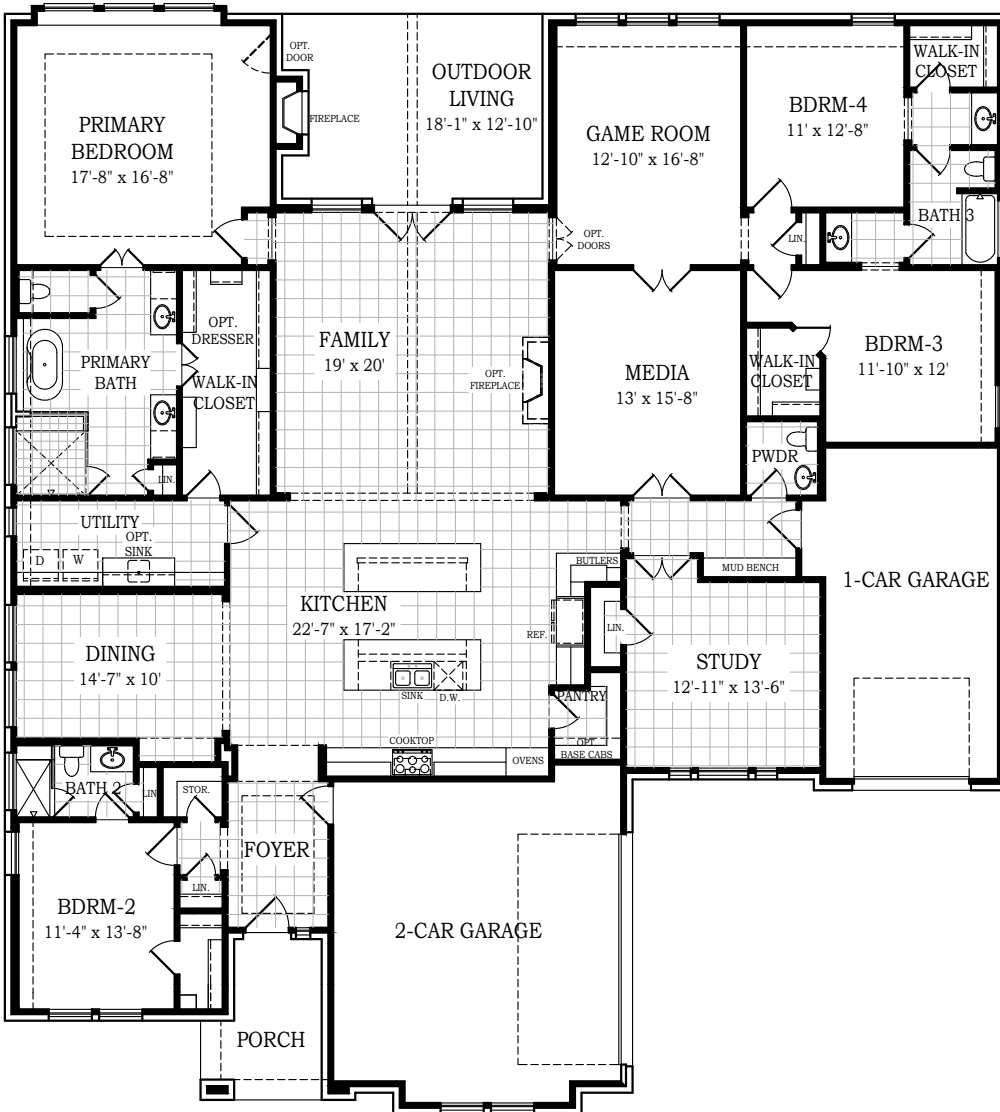 OPT.
DOOR
OUTDOOR
LIVING
18'-1" x 12'-10"
FIREPLACE
PRIMARY
BEDROOM
17'-8" x 16'-8"
GAME ROOM
12'-10" x 16'-8"
BDRM-4
11' x 12'-8"
WALK-IN
CLOSET
BATH 3
LIN.
OPT.
DOORS
OPT.
DRESSER
WALK-IN
CLOSET
PRIMARY
BATH
LIN.
FAMILY
19' x 20'
OPT.
FIREPLACE
MEDIA
13' x 15'-8"
WALK-IN
CLOSET
BDRM-3
11'-10" x 12'
PWDR
UTILITY
OPT.
SINK
D
W
BUTLERS
MUD BENCH
1-CAR GARAGE
KITCHEN
22'-7" x 17'-2"
REF.
LIN.
DINING
14'-7" x 10'
SINK
D.W.
STUDY
12'-11" x 13'-6"
PANTRY
OPT.
BASE CABS
COOKTOP
OVENS
BATH 2
LIN
STOR.
FOYER
LIN.
BDRM-2
11'-4" x 13'-8"
2-CAR GARAGE
PORCH